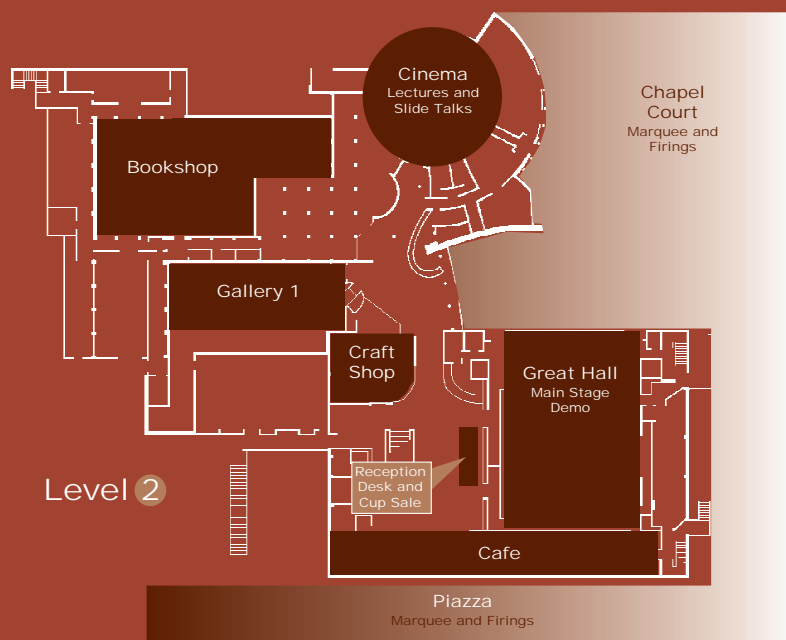 Cinema
Lectures and
Slide Talks
Chapel
Court
Marquee and
Firings
Bookshop
Gallery 1
Craft
Shop
Great Hall
Main Stage
Demo
Reception
Desk and
Cup Sale
Level 2
Cafe
Piazza
Marquee and Firings